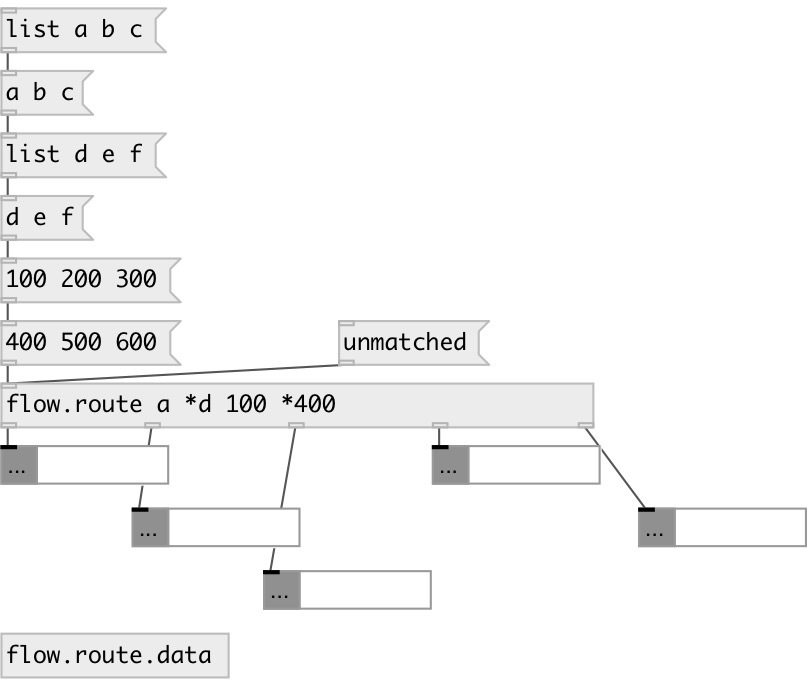 list a b c
a b c
list d e f
d e f
100 200 300
400 500 600
unmatched
flow.route a *d 100 *400
...
...
...
...
...
flow.route.data